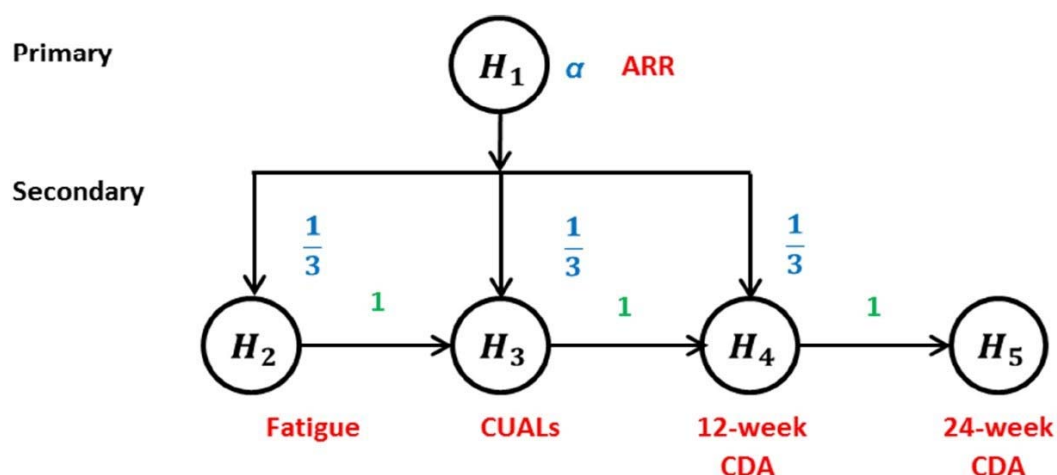 Primary
H₁ α ARR
Secondary
1/3 1/3 1/3
1 1 1
H₂ H₃ H₄ H₅
Fatigue CUALs 12-week 24-week
CDA CDA